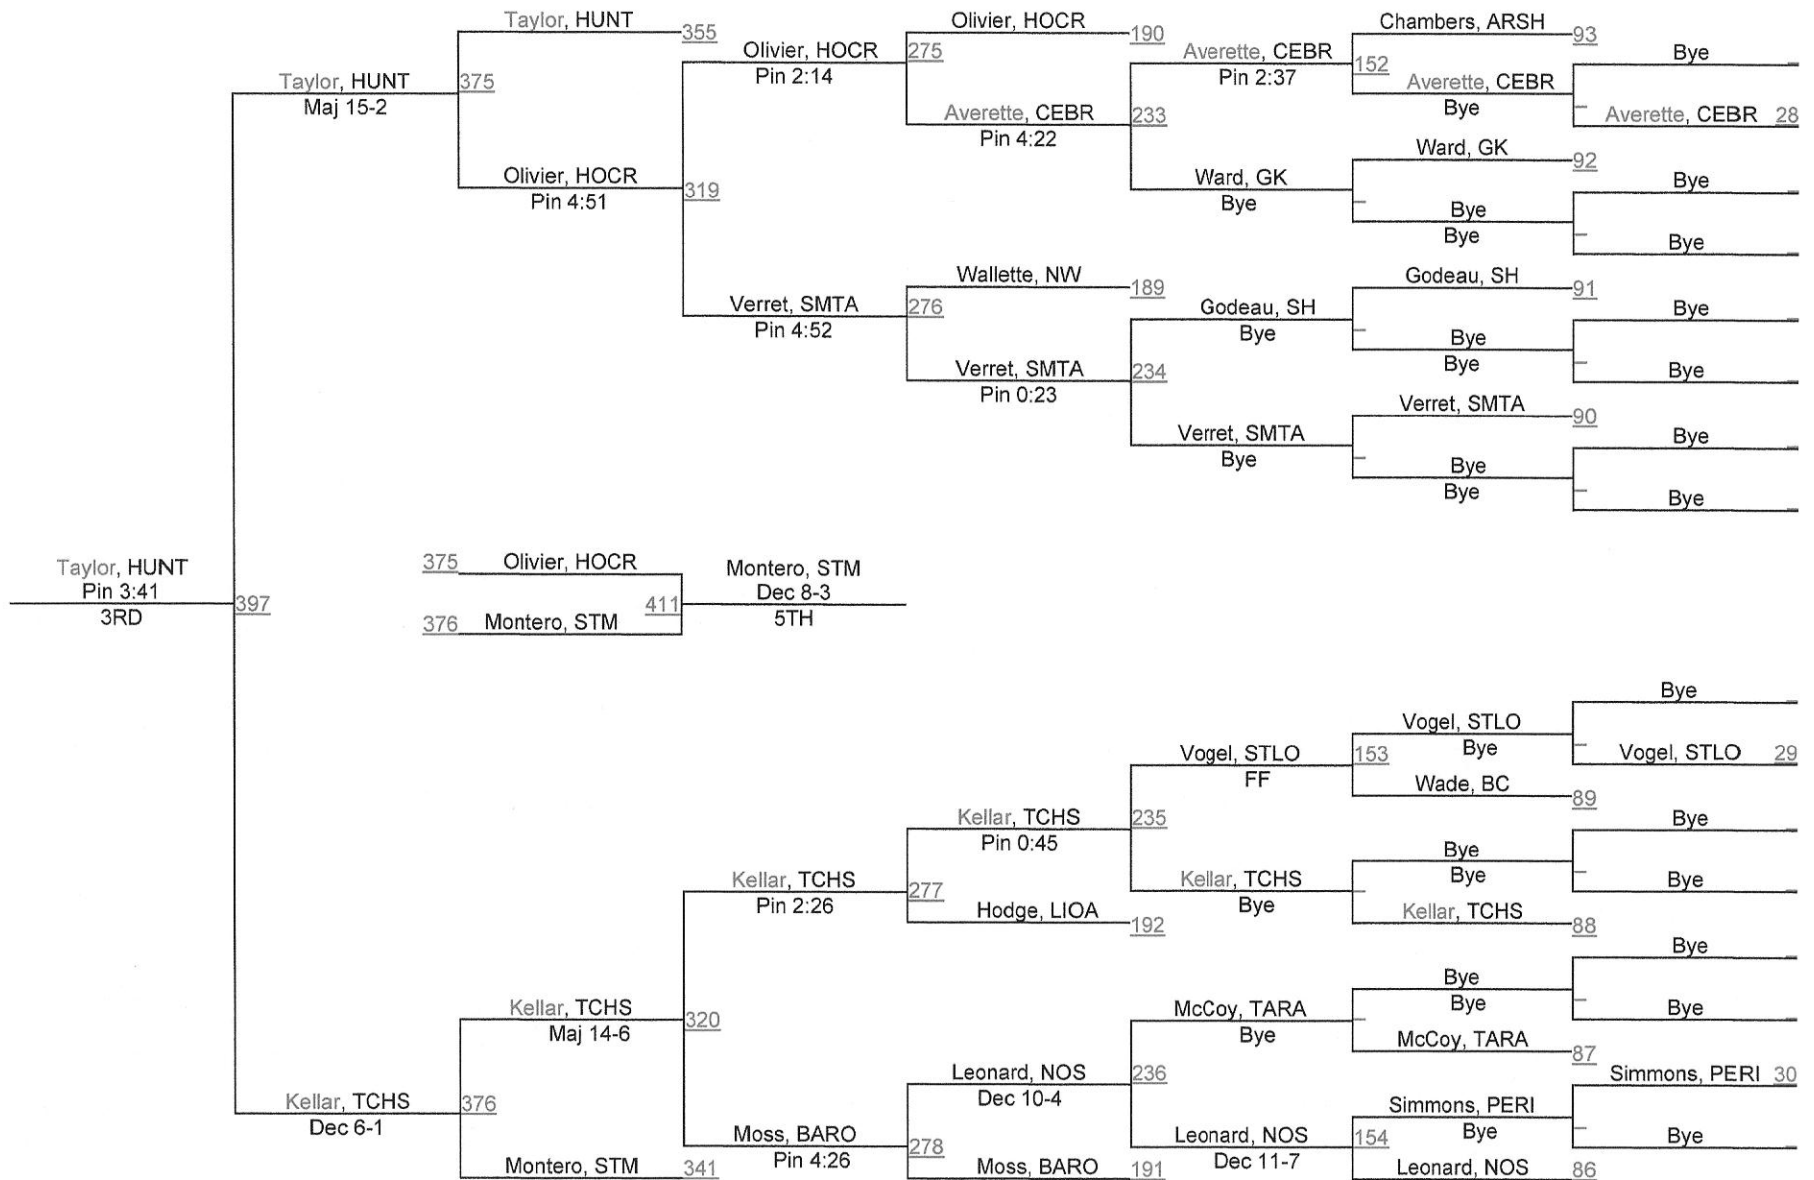 Taylor, HUNT
355
Olivier, HOCR
190
Chambers, ARSH
93
Taylor, HUNT
Maj 15-2
375
Olivier, HOCR
Pin 2:14
275
Averette, CEBR
Pin 2:37
152
Averette, CEBR
Bye
Bye
Averette, CEBR 28
Averette, CEBR
Pin 4:22
233
Ward, GK
92
Olivier, HOCR
Pin 4:51
319
Ward, GK
Bye
Bye
Bye
Bye
Bye
Wallette, NW
189
Godeau, SH
91
Verret, SMTA
Pin 4:52
276
Godeau, SH
Bye
Bye
Bye
Bye
Bye
Verret, SMTA
Pin 0:23
234
Verret, SMTA
90
Verret, SMTA
Bye
Bye
Bye
Bye
Bye
Taylor, HUNT
Pin 3:41
3RD
397
375 Olivier, HOCR
376 Montero, STM
411
Montero, STM
Dec 8-3
5TH
Bye
Vogel, STLO
Bye
Vogel, STLO 29
Vogel, STLO
FF
153
Wade, BC
89
Kellar, TCHS
Pin 0:45
235
Bye
Bye
Bye
Bye
Kellar, TCHS
Pin 2:26
277
Kellar, TCHS
Bye
Kellar, TCHS
88
Hodge, LIOA
192
Bye
Bye
Bye
Bye
Kellar, TCHS
Maj 14-6
320
McCoy, TARA
Bye
McCoy, TARA
87
Leonard, NOS
Dec 10-4
236
Simmons, PERI 30
Kellar, TCHS
Dec 6-1
376
Simmons, PERI
Bye
Bye
Moss, BARO
Pin 4:26
278
Leonard, NOS
Dec 11-7
154
Montero, STM
341
Moss, BARO
191
Leonard, NOS
86